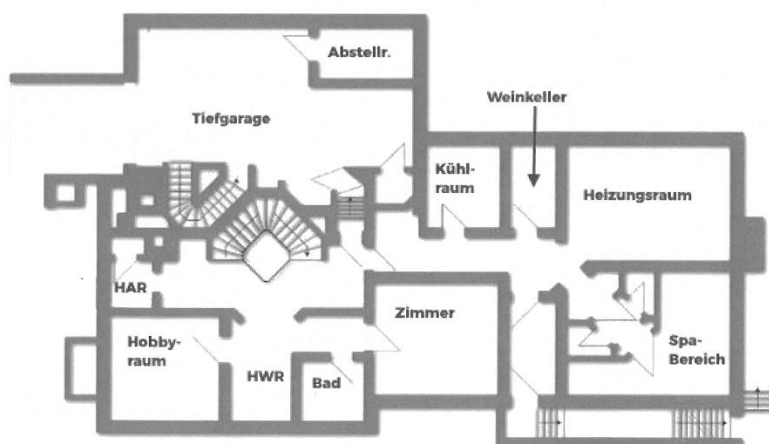 Abstellr.
Weinkeller
Tiefgarage
Kühl-
raum
Heizungsraum
HAR
Zimmer
Hobby-
raum
HWR
Bad
Spa-
Bereich